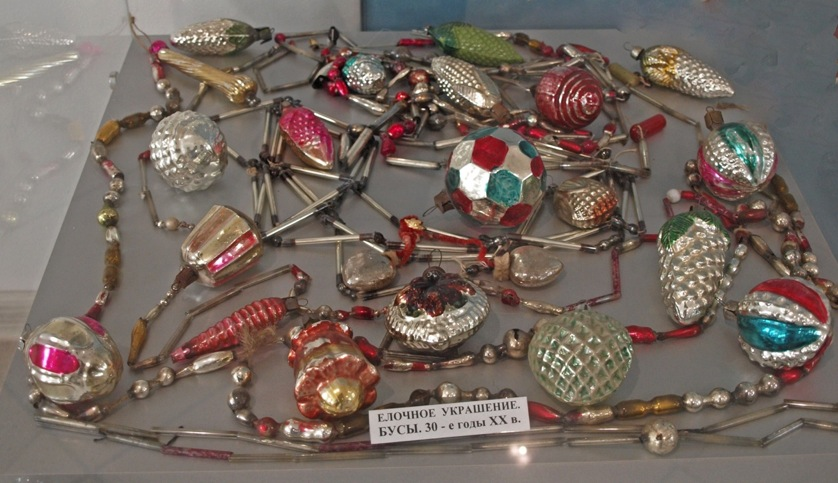 ЕЛОЧНОЕ УКРАШЕНИЕ.
БУСЫ. 30 - е годы XX в.